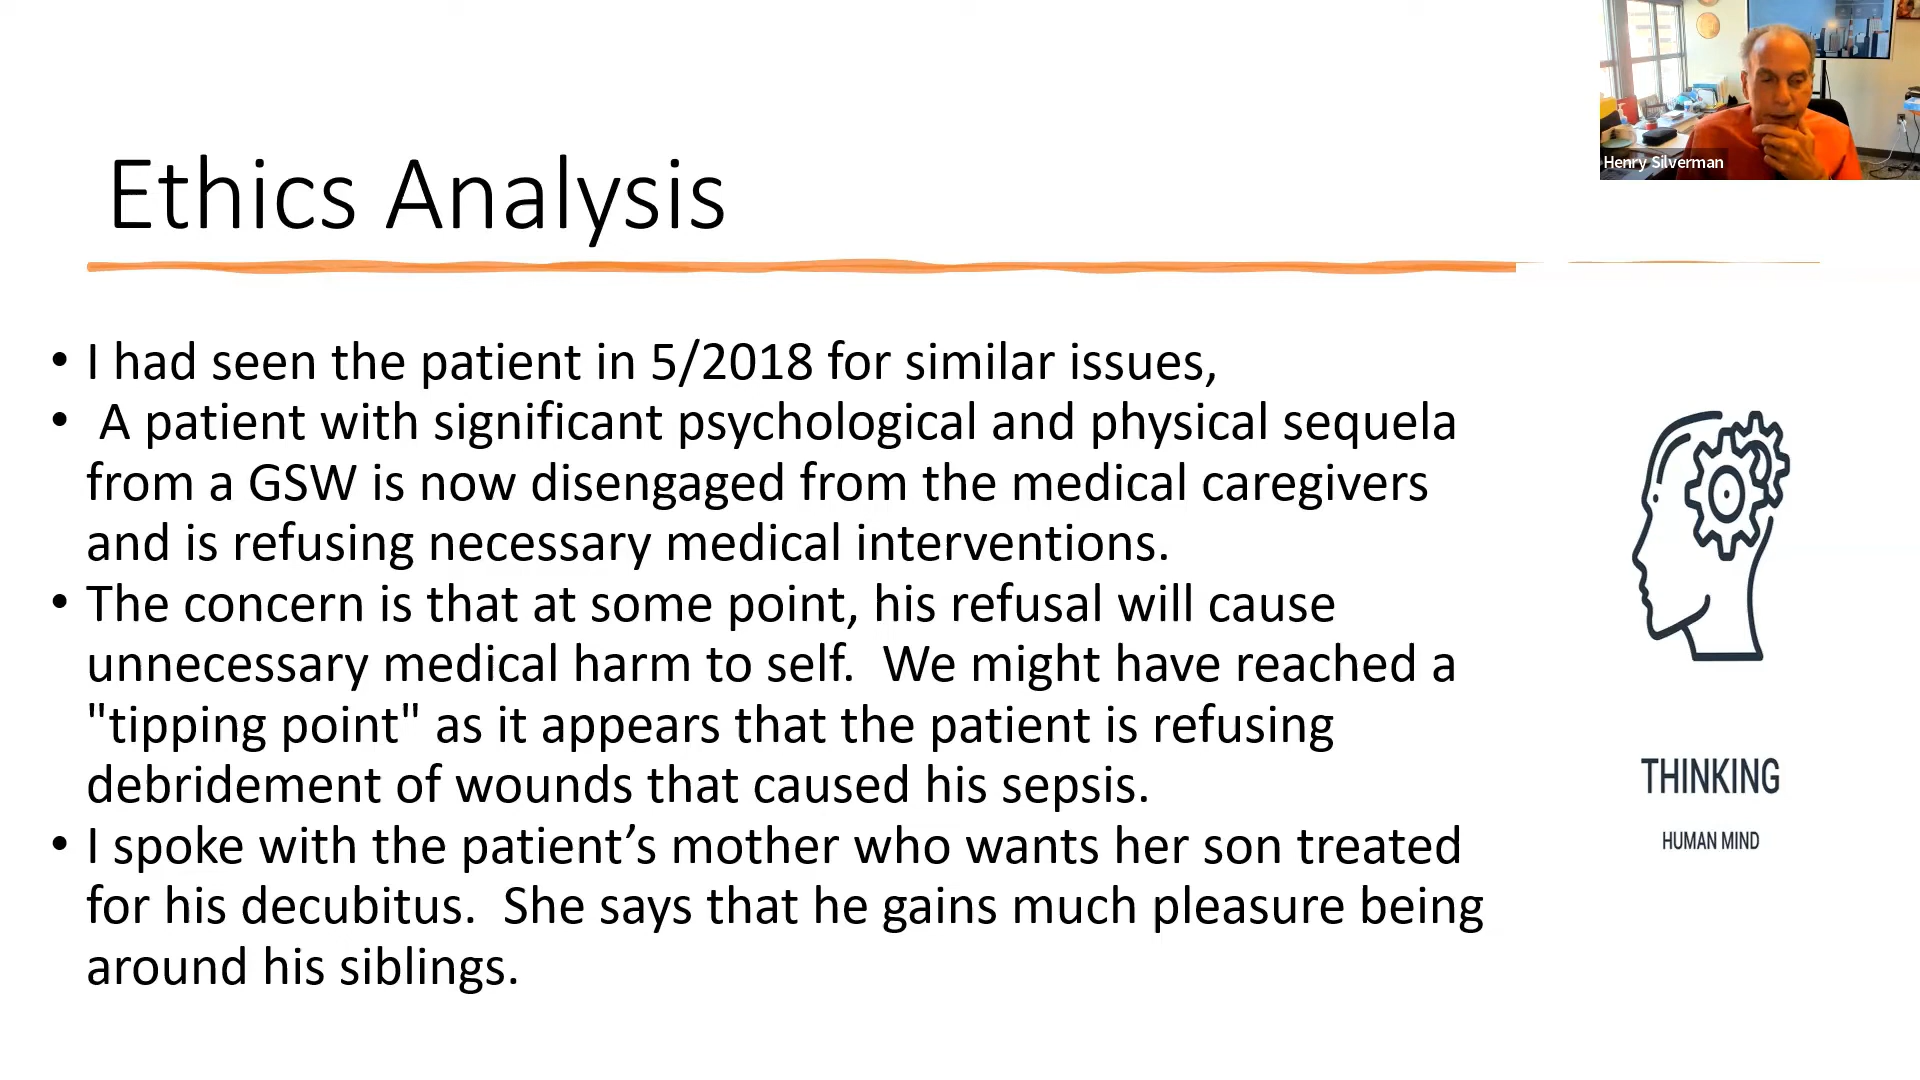 Henry Silverman
Ethics Analysis
• I had seen the patient in 5/2018 for similar issues,
• A patient with significant psychological and physical sequela
from a GSW is now disengaged from the medical caregivers
and is refusing necessary medical interventions.
• The concern is that at some point, his refusal will cause
unnecessary medical harm to self.  We might have reached a
"tipping point" as it appears that the patient is refusing
debridement of wounds that caused his sepsis.
• I spoke with the patient’s mother who wants her son treated
for his decubitus.  She says that he gains much pleasure being
around his siblings.
THINKING
HUMAN MIND